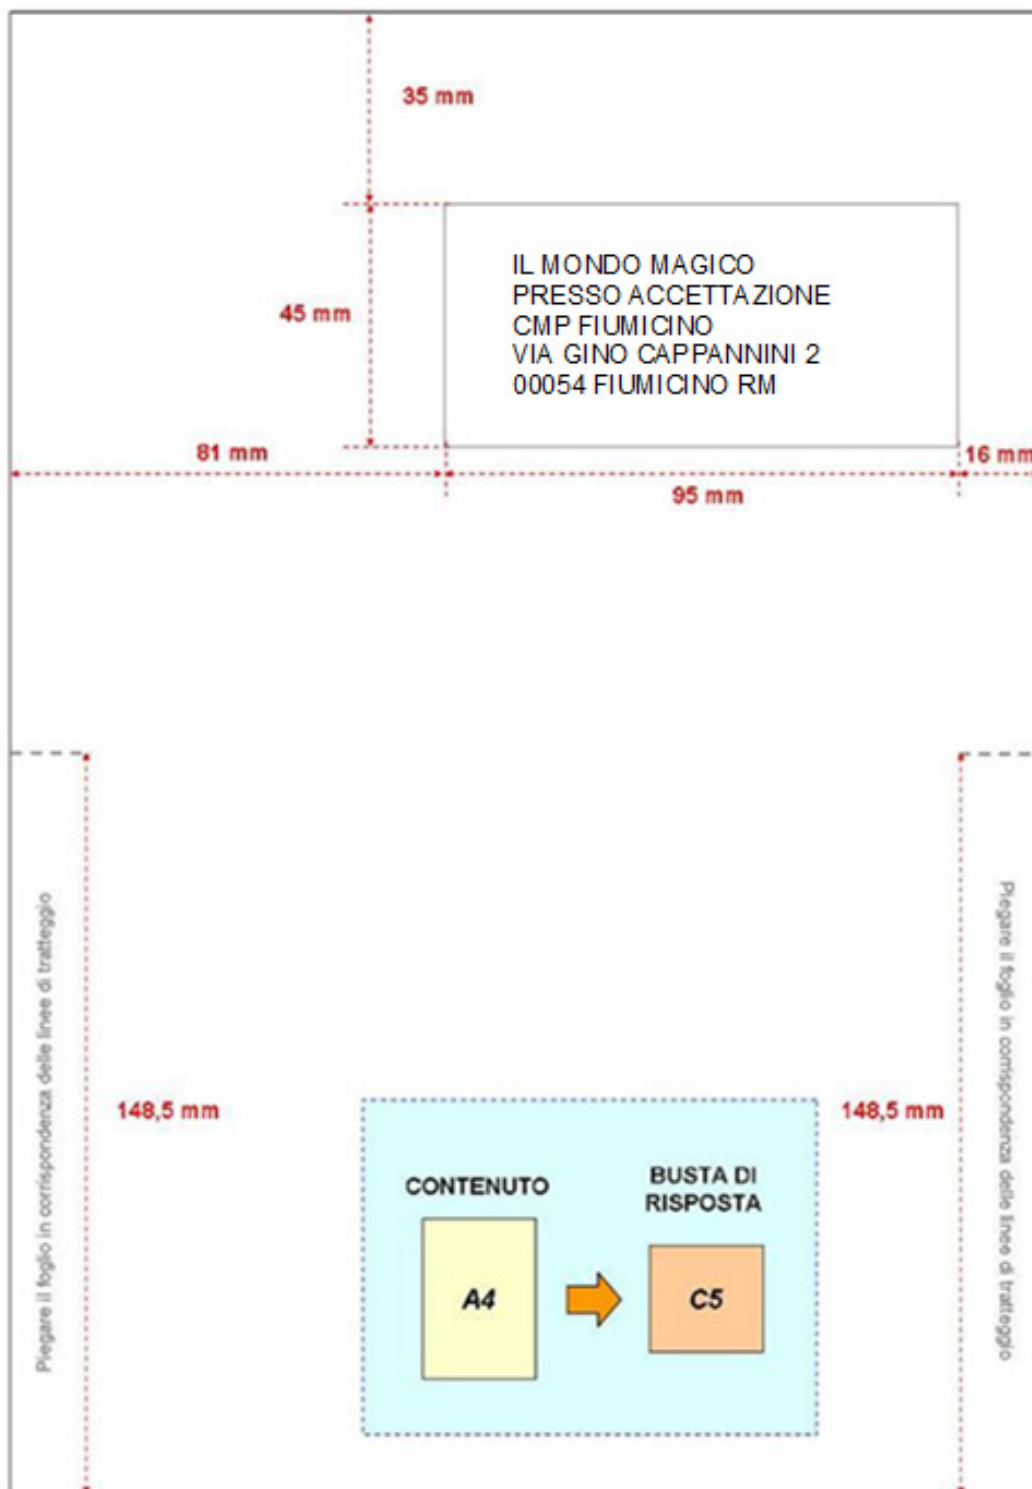 35 mm
IL MONDO MAGICO
PRESSO ACCETTAZIONE
CMP FIUMICINO
VIA GINO CAPPANNINI 2
00054 FIUMICINO RM
45 mm
81 mm
16 mm
95 mm
Piegare il foglio in corrispondenza delle linee di tratteggio
Piegare il foglio in corrispondenza delle linee di tratteggio
148,5 mm
148,5 mm
CONTENUTO
BUSTA DI
RISPOSTA
A4
C5